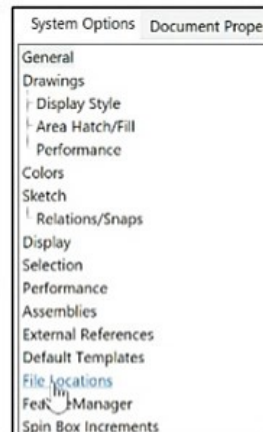 System Options Document Prope
General
Drawings
Display Style
Area Hatch/Fill
Performance
Colors
Sketch
Relations/Snaps
Display
Selection
Performance
Assemblies
External References
Default Templates
File Locations
FeatureManager
Spin Box Increments